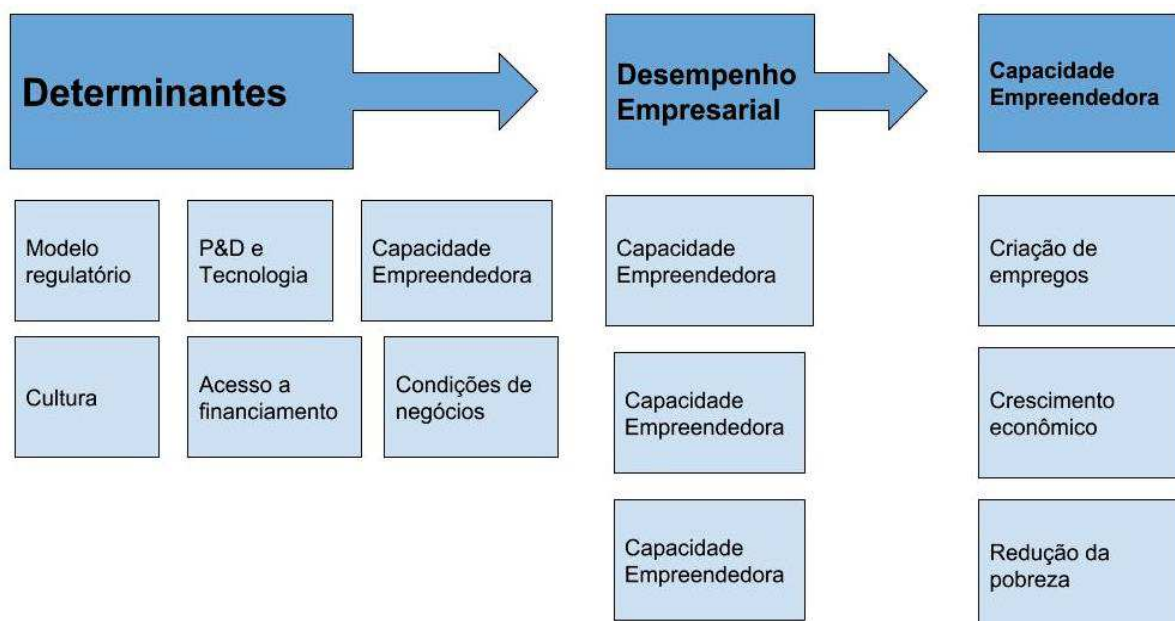 Determinantes
Desempenho
Empresarial
Capacidade
Empreendedora
Modelo
regulatório
P&D e
Tecnologia
Capacidade
Empreendedora
Capacidade
Empreendedora
Criação de
empregos
Cultura
Acesso a
financiamento
Condições de
negócios
Capacidade
Empreendedora
Crescimento
econômico
Capacidade
Empreendedora
Redução da
pobreza